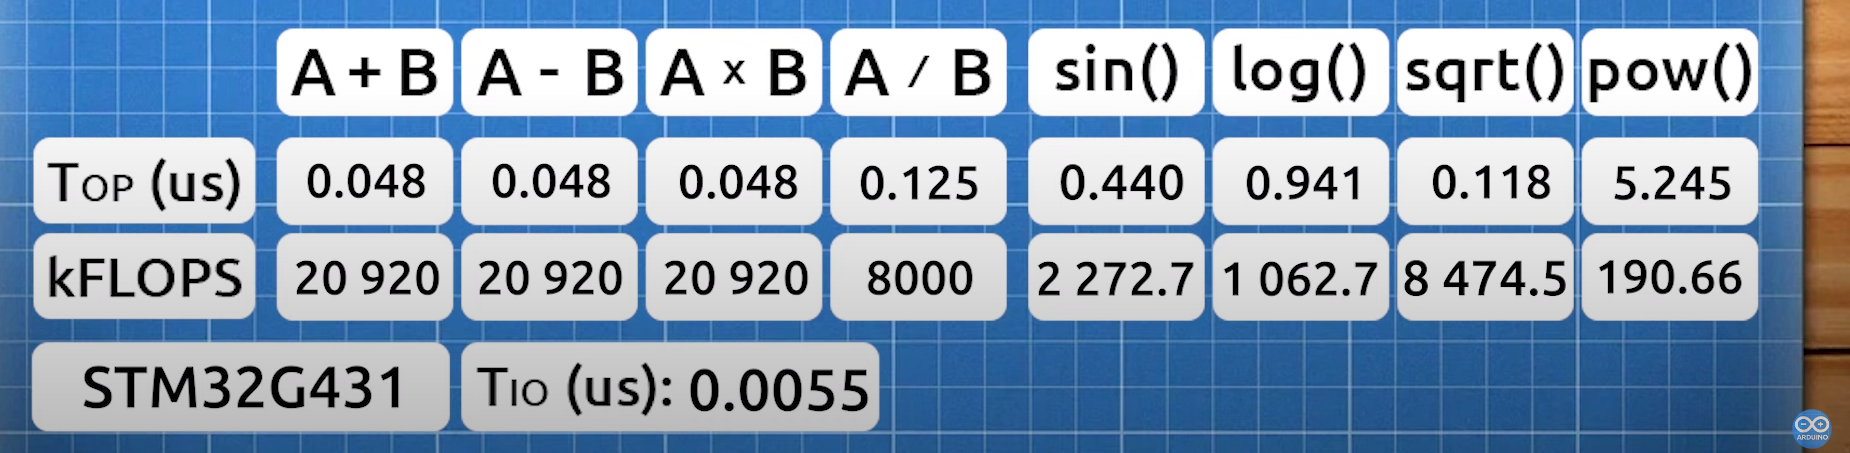 A + B A - B A x B A / B sin() log() sqrt() pow()
TOP (us) 0.048 0.048 0.048 0.125 0.440 0.941 0.118 5.245
kFLOPS 20 920 20 920 20 920 8000 2 272.7 1 062.7 8 474.5 190.66
STM32G431 TIO (us): 0.0055
ARDUINO